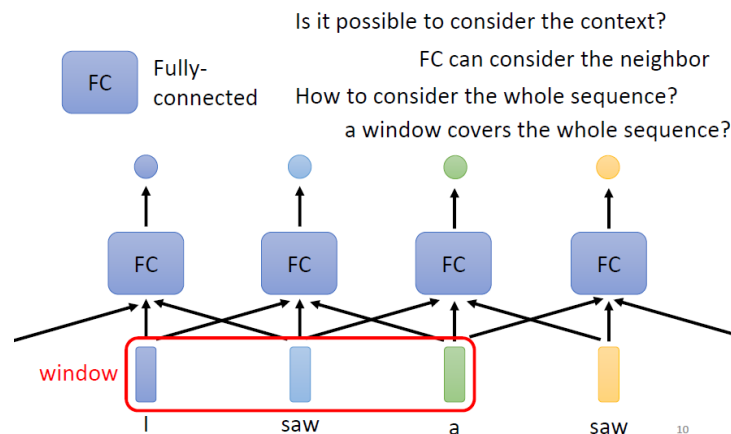 Is it possible to consider the context?
FC
Fully-
connected
FC can consider the neighbor
How to consider the whole sequence?
a window covers the whole sequence?
FC
FC
FC
FC
window
I
saw
a
saw
10